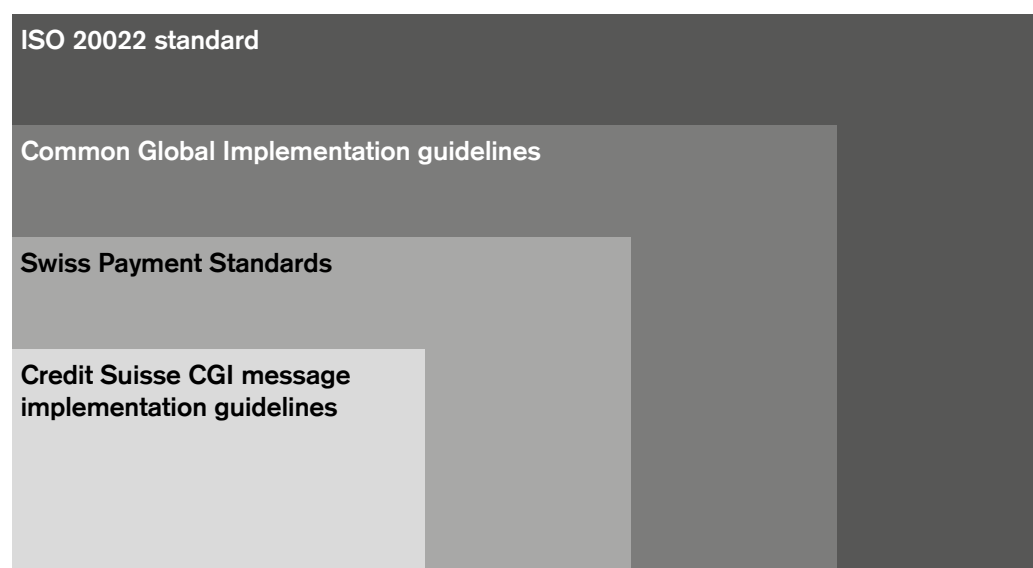 ISO 20022 standard
Common Global Implementation guidelines
Swiss Payment Standards
Credit Suisse CGI message
implementation guidelines